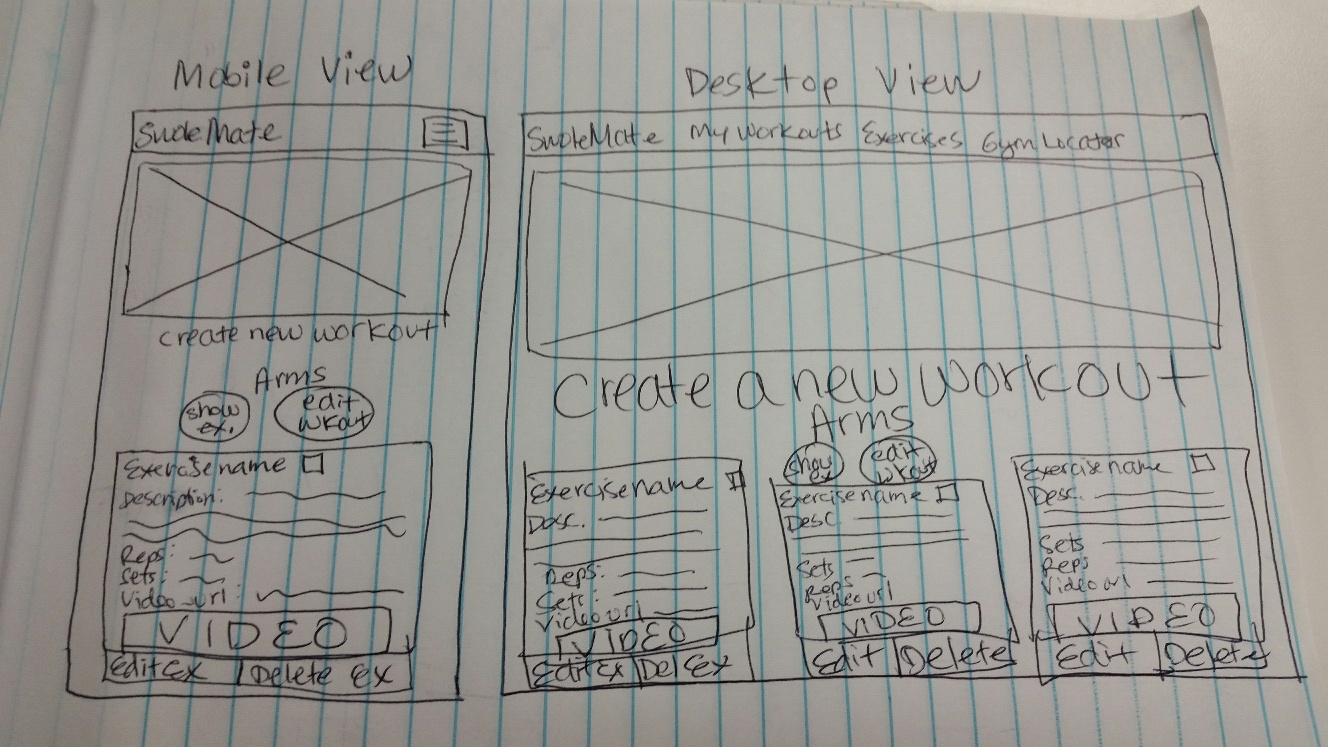 Mobile View
SwoleMate
create new workout
Arms
show
ex.
edit
wkout
Exercise name
Description:
Reps:
Sets:
Video_url:
VIDEO
Edit Ex
Delete Ex
Desktop View
SwoleMate My Workouts Exercises Gym Locator
Create a new workout
Arms
show
ex
edit
wkout
Exercise name
Desc.
Reps:
Sets:
Video url
VIDEO
Edit Ex
Del Ex
Exercise name
Desc
Sets
Reps
Video url
VIDEO
Edit
Delete
Exercise name
Desc.
Sets
Reps
Video url
VIDEO
Edit
Delete